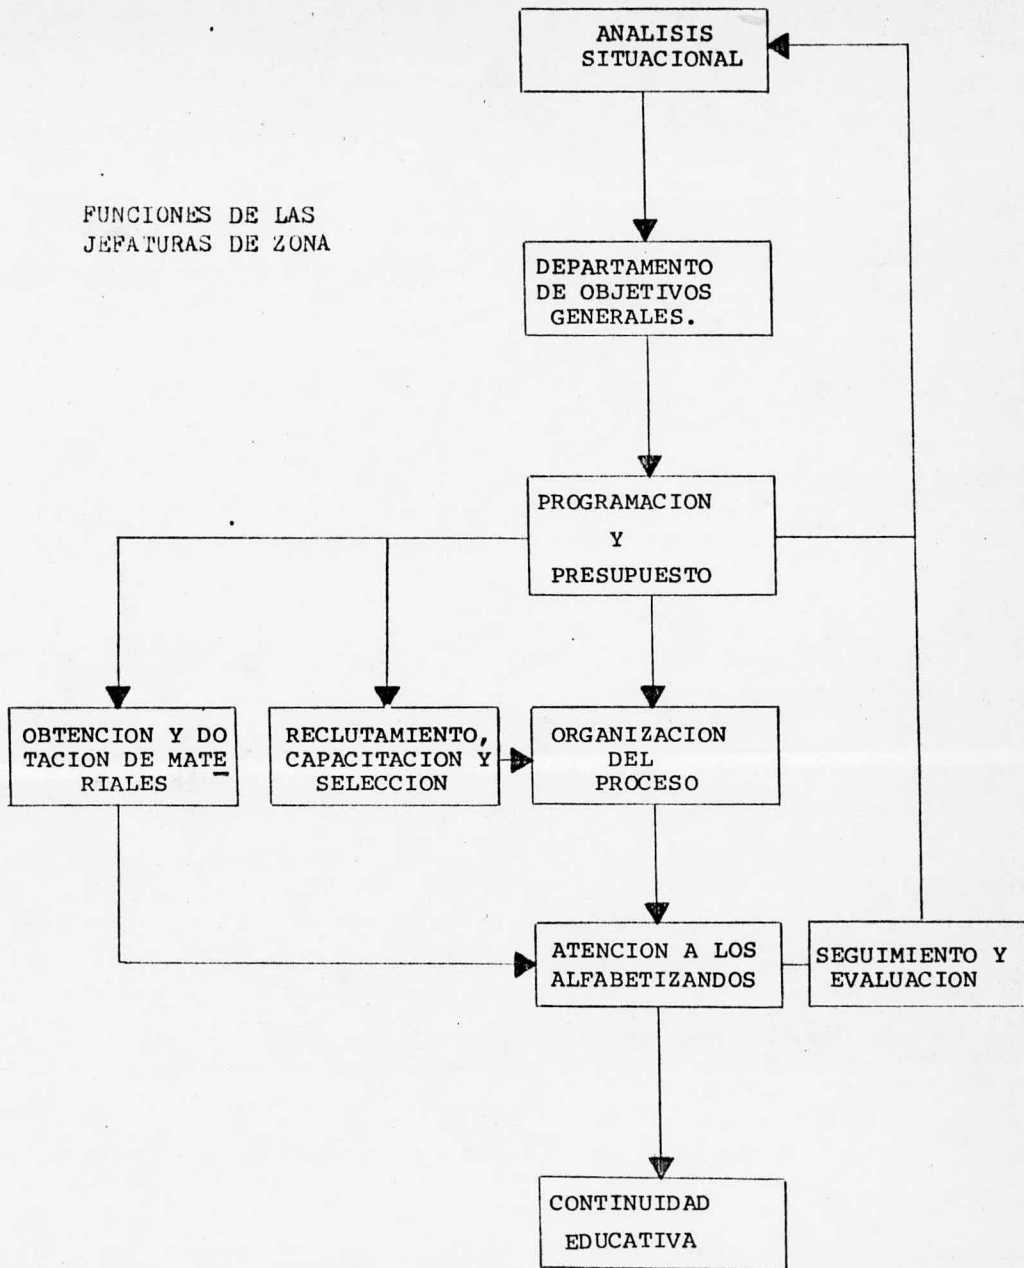 ANALISIS
SITUACIONAL
FUNCIONES DE LAS
JEFATURAS DE ZONA
DEPARTAMENTO
DE OBJETIVOS
GENERALES.
PROGRAMACION
Y
PRESUPUESTO
OBTENCION Y DO
TACION DE MATE
RIALES
RECLUTAMIENTO,
CAPACITACION Y
SELECCION
ORGANIZACION
DEL
PROCESO
ATENCION A LOS
ALFABETIZANDOS
SEGUIMIENTO Y
EVALUACION
CONTINUIDAD
EDUCATIVA